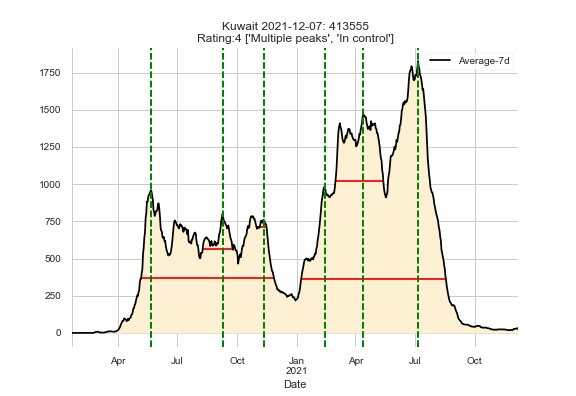 Kuwait 2021-12-07: 413555
Rating:4 ['Multiple peaks', 'In control']
Average-7d
1750
1500
1250
1000
750
500
250
0
Apr Jul Oct Jan Apr Jul Oct
2021
Date